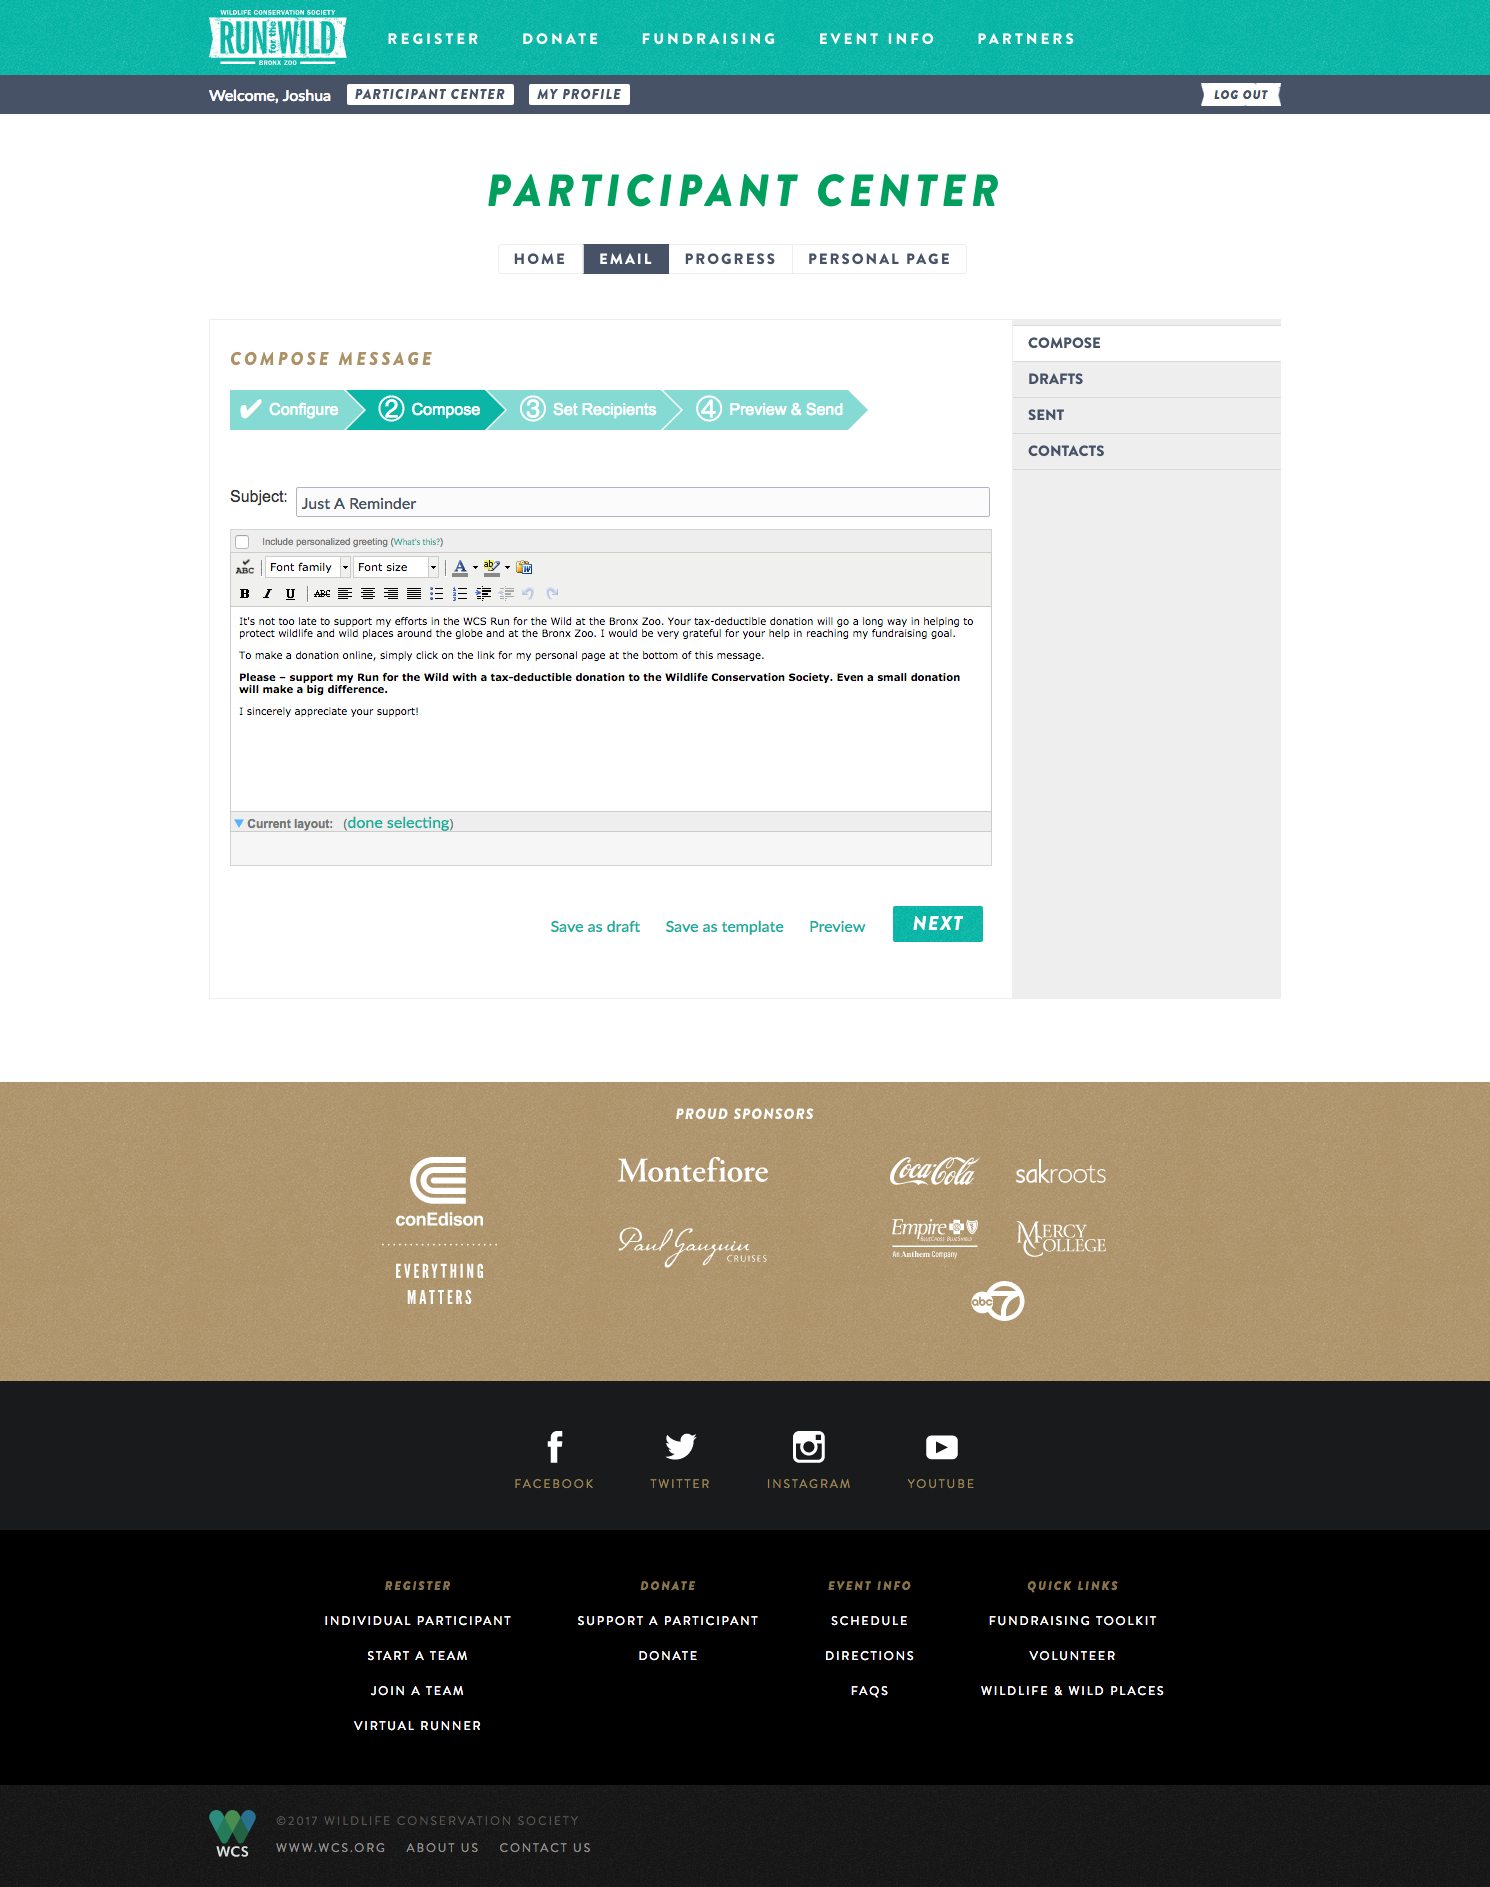 WILDLIFE CONSERVATION SOCIETY
RUN for the WILD
BRONX ZOO
REGISTER DONATE FUNDRAISING EVENT INFO PARTNERS
Welcome, Joshua PARTICIPANT CENTER MY PROFILE LOG OUT
PARTICIPANT CENTER
HOME EMAIL PROGRESS PERSONAL PAGE
COMPOSE MESSAGE
✔ Configure 2 Compose 3 Set Recipients 4 Preview & Send
COMPOSE
DRAFTS
SENT
CONTACTS
Subject: Just A Reminder
Include personalized greeting (What's this?)
ABC Font family Font size A ab
B I U ABC
It's not too late to support my efforts in the WCS Run for the Wild at the Bronx Zoo. Your tax-deductible donation will go a long way in helping to
protect wildlife and wild places around the globe and at the Bronx Zoo. I would be very grateful for your help in reaching my fundraising goal.
To make a donation online, simply click on the link for my personal page at the bottom of this message.
Please – support my Run for the Wild with a tax-deductible donation to the Wildlife Conservation Society. Even a small donation
will make a big difference.
I sincerely appreciate your support!
Current layout: (done selecting)
Save as draft Save as template Preview NEXT
PROUD SPONSORS
conEdison
EVERYTHING
MATTERS
Montefiore
Paul Gauguin
CRUISES
Coca-Cola sakroots
Empire
BLUECROSS BLUESHIELD
An Anthem Company
MERCY
COLLEGE
abc 7
FACEBOOK TWITTER INSTAGRAM YOUTUBE
REGISTER
INDIVIDUAL PARTICIPANT
START A TEAM
JOIN A TEAM
VIRTUAL RUNNER
DONATE
SUPPORT A PARTICIPANT
DONATE
EVENT INFO
SCHEDULE
DIRECTIONS
FAQS
QUICK LINKS
FUNDRAISING TOOLKIT
VOLUNTEER
WILDLIFE & WILD PLACES
WCS
©2017 WILDLIFE CONSERVATION SOCIETY
WWW.WCS.ORG ABOUT US CONTACT US